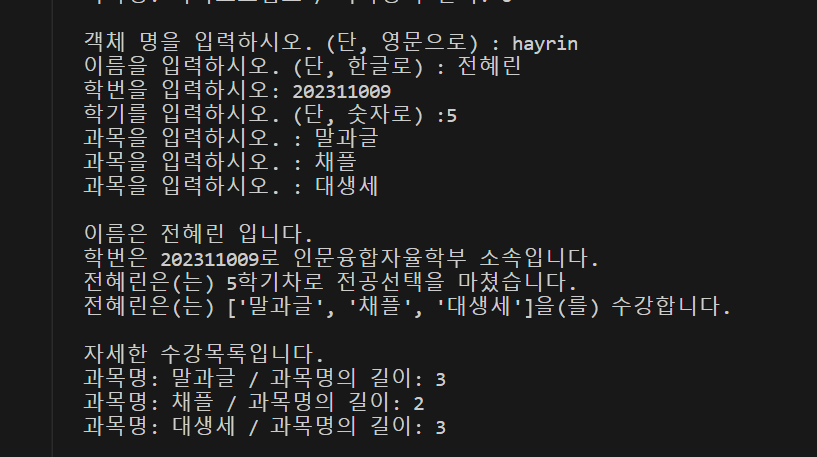 객체 명을 입력하시오. (단, 영문으로) : hayrin
이름을 입력하시오. (단, 한글로) : 전혜린
학번을 입력하시오: 202311009
학기를 입력하시오. (단, 숫자로) :5
과목을 입력하시오. : 말과글
과목을 입력하시오. : 채플
과목을 입력하시오. : 대생세
이름은 전혜린 입니다.
학번은 202311009로 인문융합자율학부 소속입니다.
전혜린은(는) 5학기차로 전공선택을 마쳤습니다.
전혜린은(는) ['말과글', '채플', '대생세']을(를) 수강합니다.
자세한 수강목록입니다.
과목명: 말과글 / 과목명의 길이: 3
과목명: 채플 / 과목명의 길이: 2
과목명: 대생세 / 과목명의 길이: 3